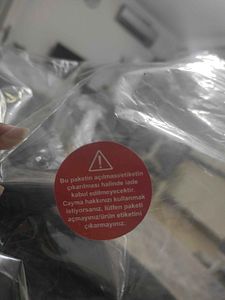 Bu paketin açılması/etiketin
çıkarılması halinde iade
kabul edilmeyecektir.
Cayma hakkınızı kullanmak
istiyorsanız, lütfen paketi
açmayınız/ürün etiketini
çıkarmayınız.